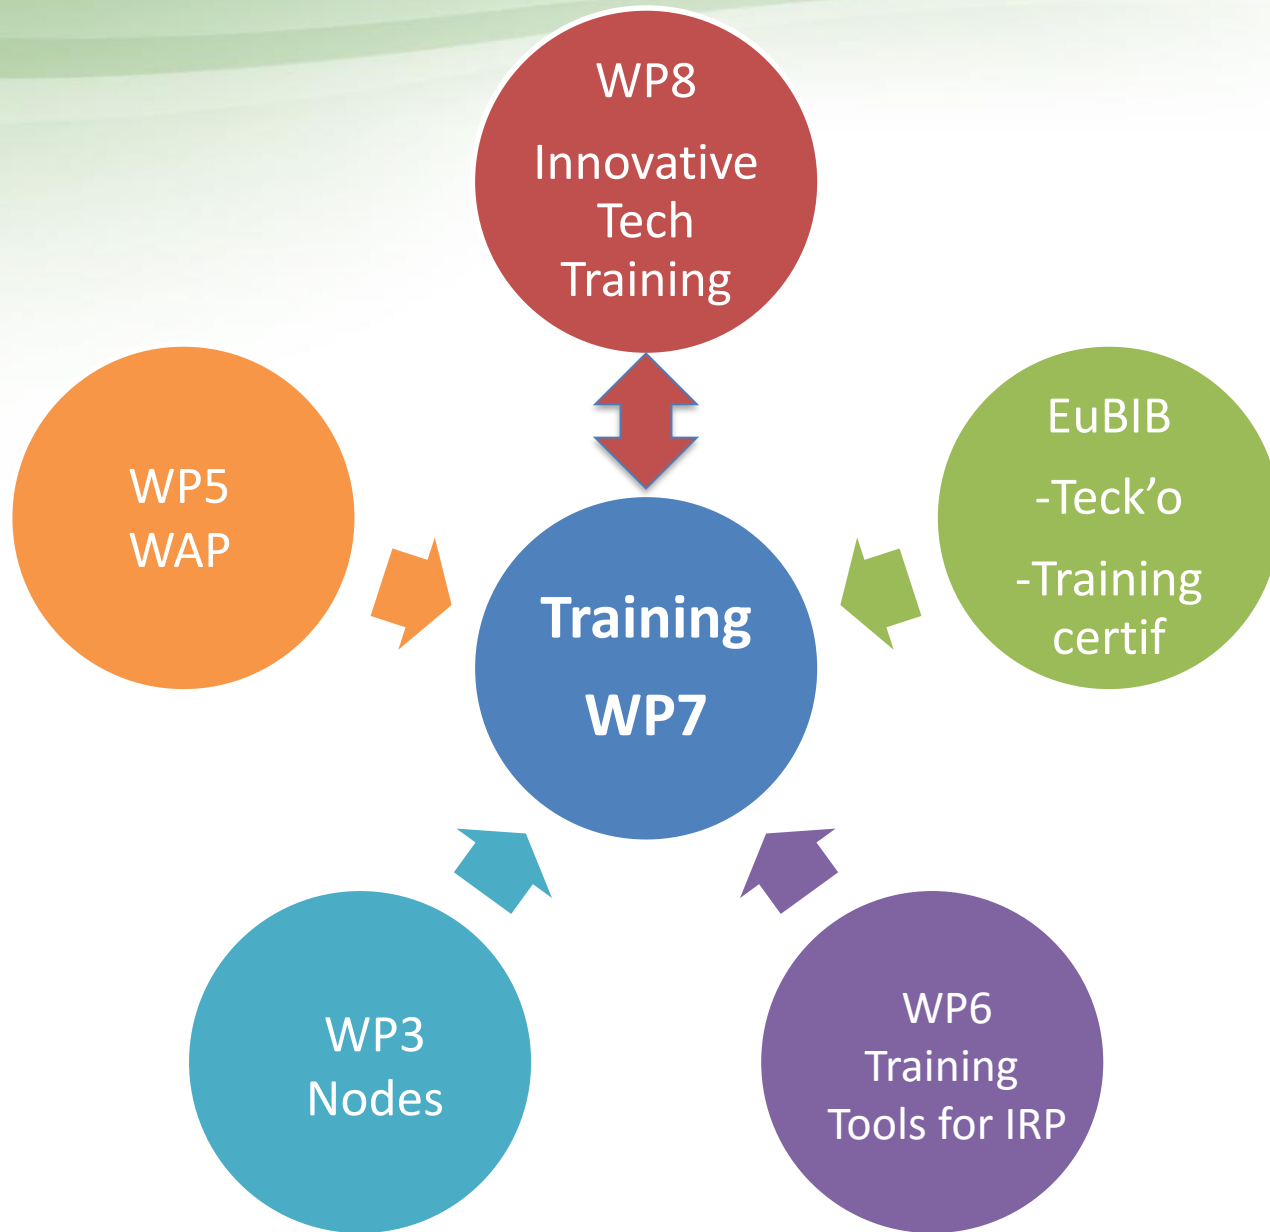 WP8
Innovative
Tech
Training
WP5
WAP
EuBIB
-Teck’o
-Training
certif
Training
WP7
WP3
Nodes
WP6
Training
Tools for IRP